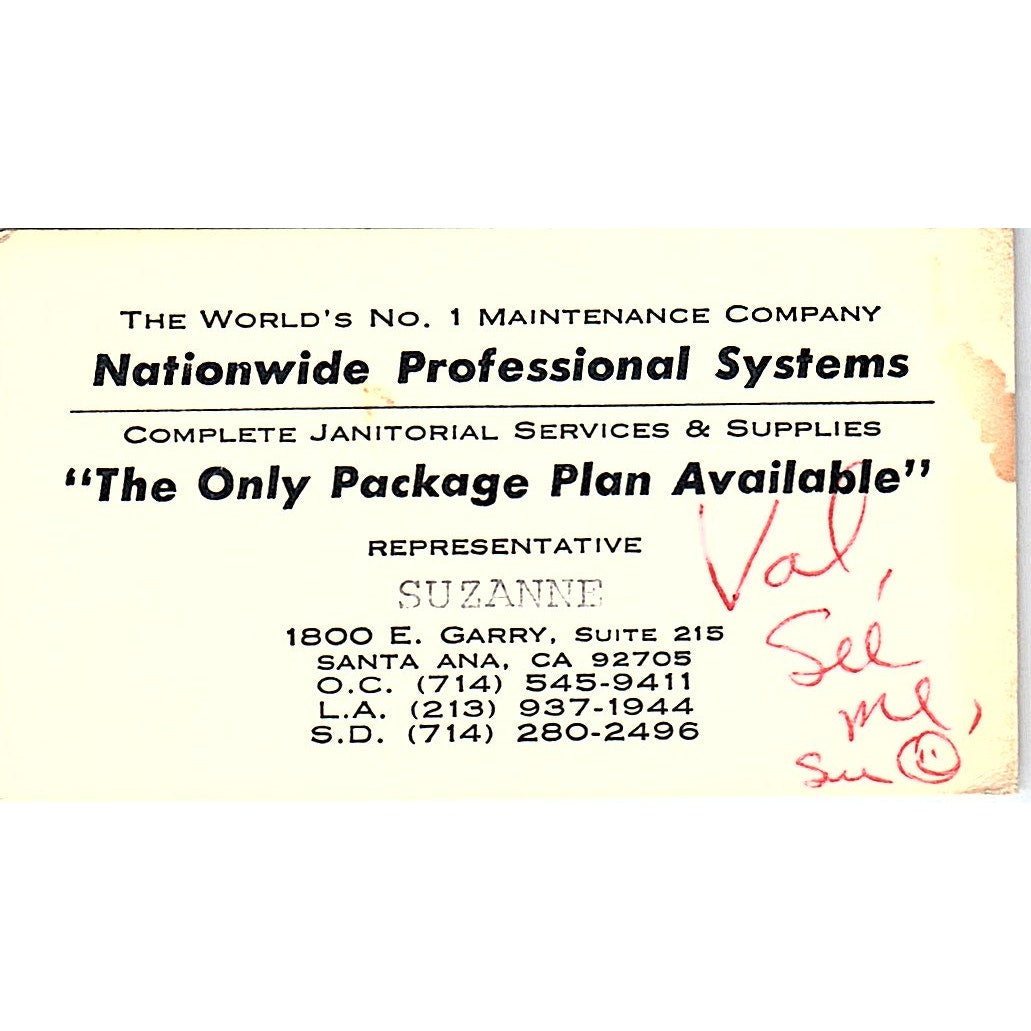 THE WORLD'S NO. 1 MAINTENANCE COMPANY
Nationwide Professional Systems
COMPLETE JANITORIAL SERVICES & SUPPLIES
"The Only Package Plan Available"
REPRESENTATIVE
SUZANNE
1800 E. GARRY, SUITE 215
SANTA ANA, CA 92705
O.C. (714) 545-9411
L.A. (213) 937-1944
S.D. (714) 280-2496
Val,
See
me,
Sue